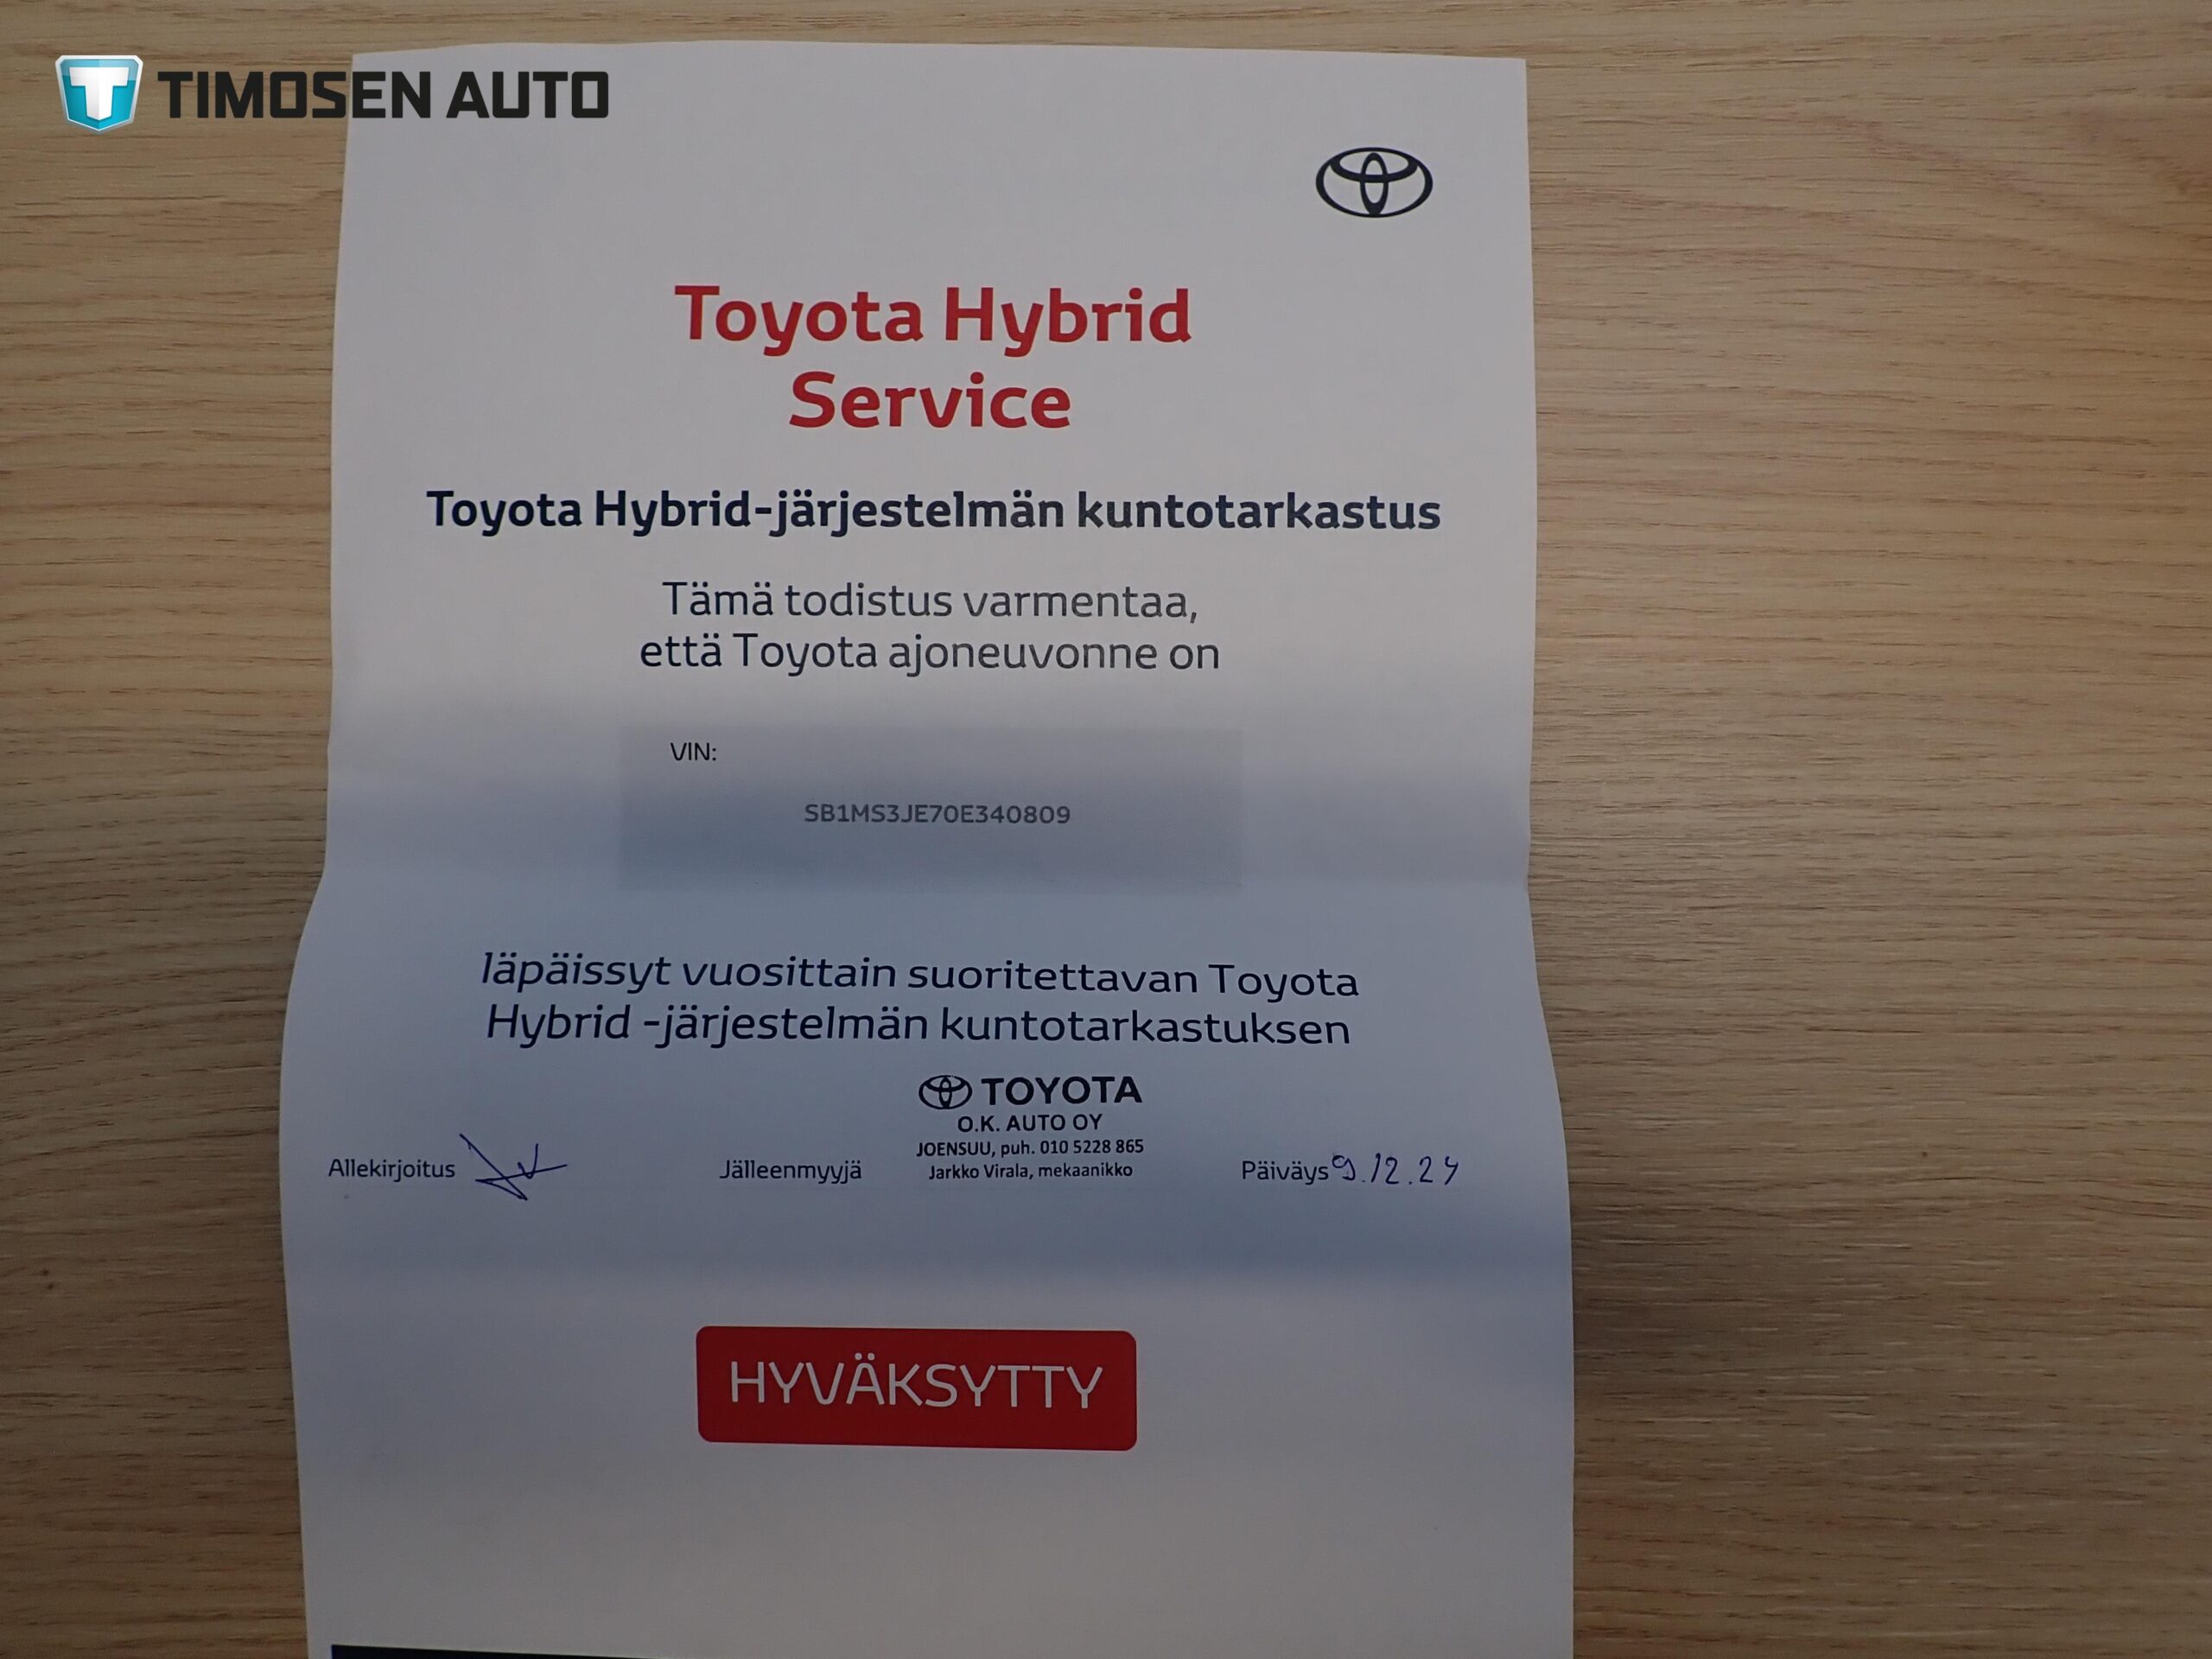 TIMOSEN AUTO
Toyota Hybrid
Service
Toyota Hybrid-järjestelmän kuntotarkastus
Tämä todistus varmentaa,
että Toyota ajoneuvonne on
VIN:
SB1MS3JE70E340809
läpäissyt vuosittain suoritettavan Toyota
Hybrid -järjestelmän kuntotarkastuksen
TOYOTA
O.K. AUTO OY
JOENSUU, puh. 010 5228 865
Jarkko Virala, mekaanikko
Allekirjoitus
Jälleenmyyjä
Päiväys 9.12.24
HYVÄKSYTTY